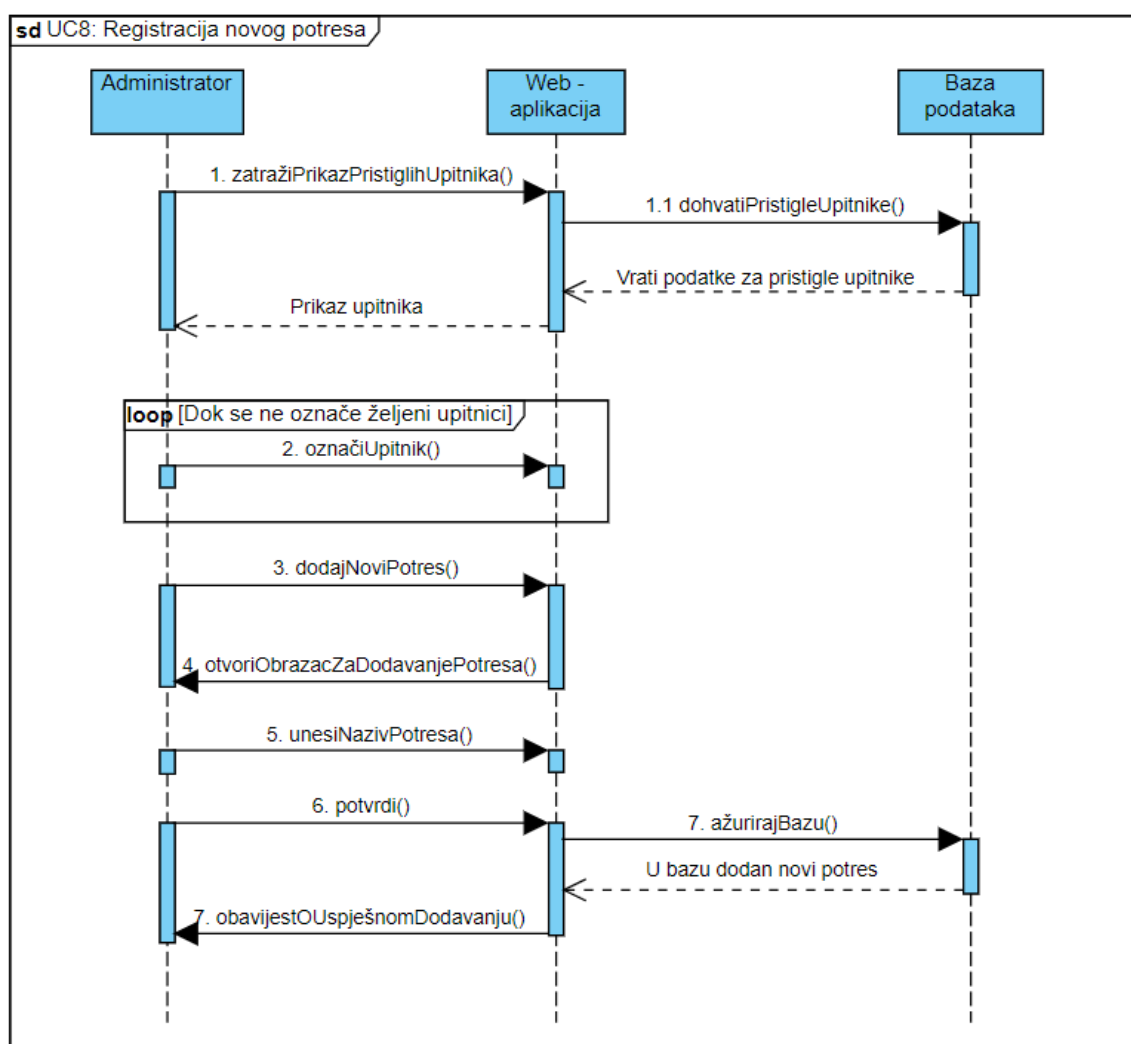 sd UC8: Registracija novog potresa
Administrator
Web -
aplikacija
Baza
podataka
1. zatražiPrikazPristiglihUpitnika()
1.1 dohvatiPristigleUpitnike()
Vrati podatke za pristigle upitnike
Prikaz upitnika
loop [Dok se ne označe željeni upitnici]
2. označiUpitnik()
3. dodajNoviPotres()
4. otvoriObrazacZaDodavanjePotresa()
5. unesiNazivPotresa()
6. potvrdi()
7. ažurirajBazu()
U bazu dodan novi potres
7. obavijestOUspješnomDodavanju()